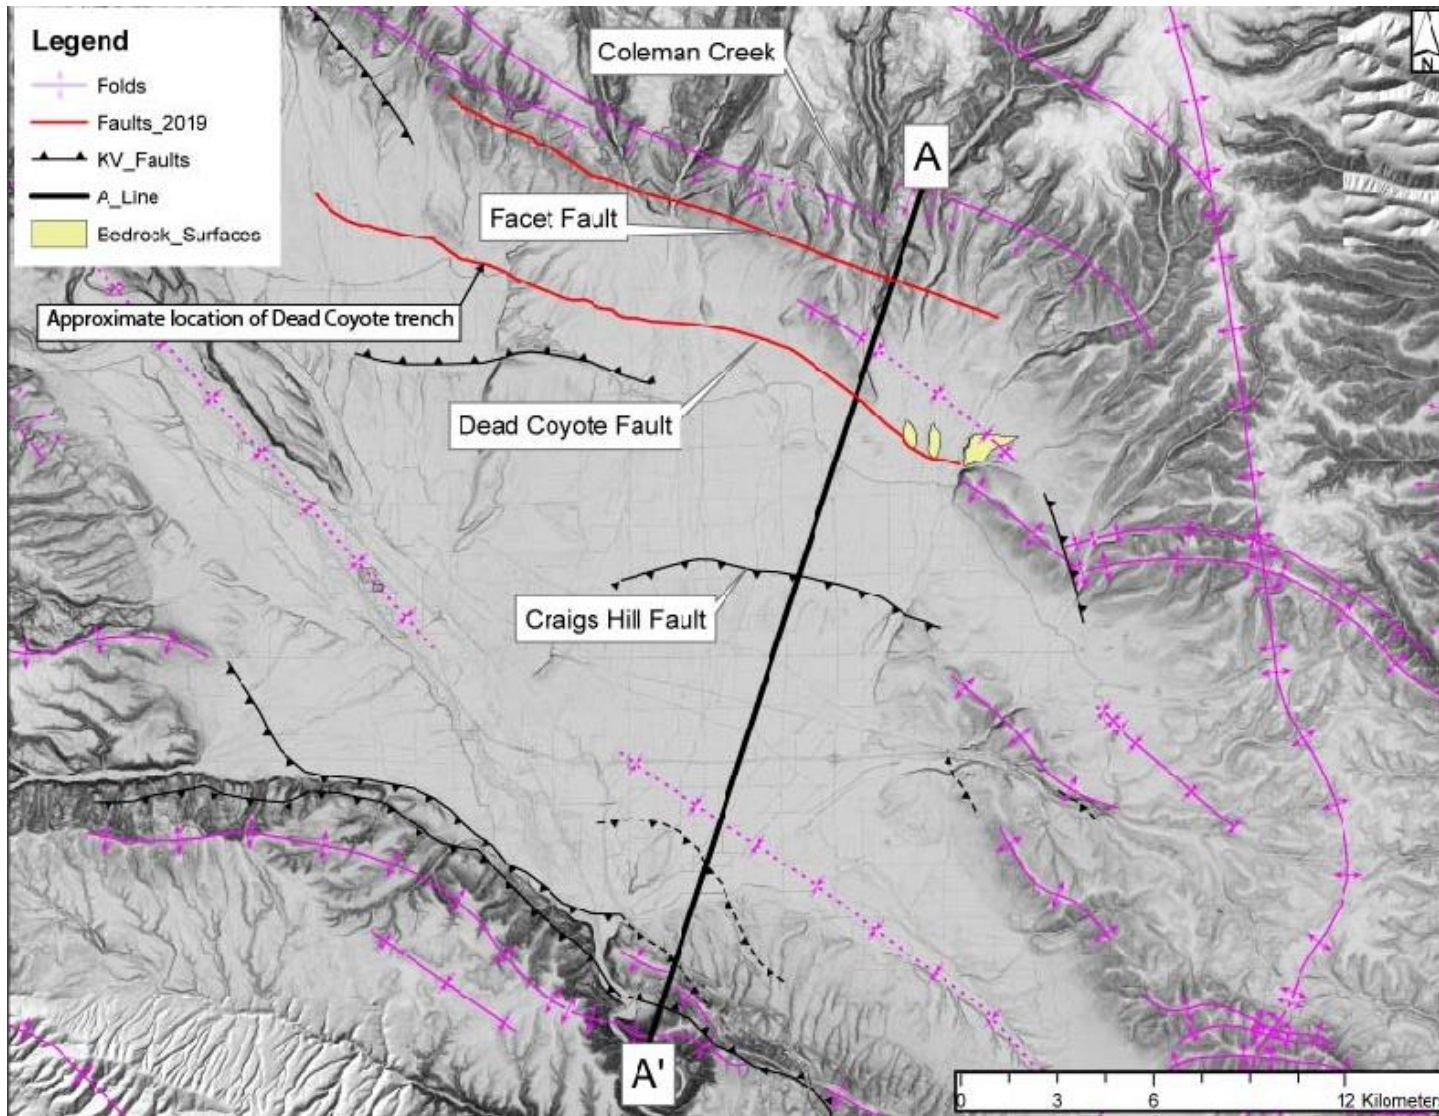 Legend
Folds
Faults_2019
KV_Faults
A_Line
Bedrock_Surfaces
Coleman Creek
A
N
Facet Fault
Approximate location of Dead Coyote trench
Dead Coyote Fault
Craigs Hill Fault
A'
0 3 6 12 Kilometers